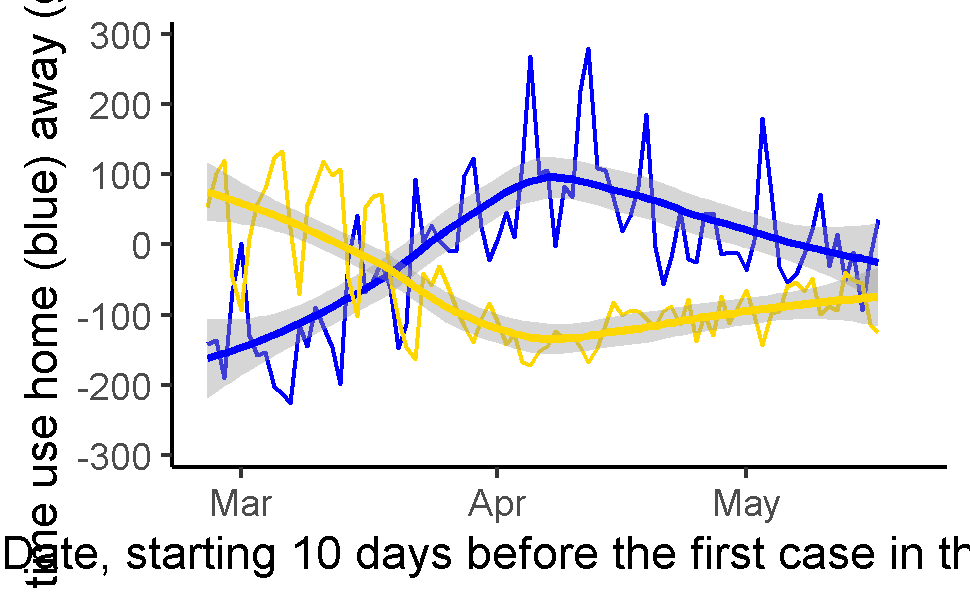 time use home (blue) away (
300
200
100
0
-100
-200
-300
Mar Apr May
Date, starting 10 days before the first case in th